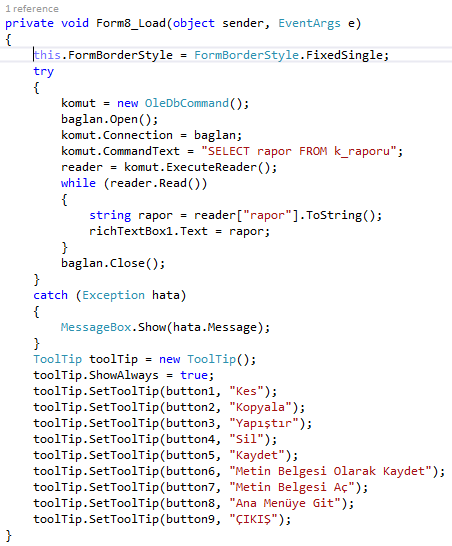 1 reference
private void Form8_Load(object sender, EventArgs e)
{
    this.FormBorderStyle = FormBorderStyle.FixedSingle;
    try
    {
        komut = new OleDbCommand();
        baglan.Open();
        komut.Connection = baglan;
        komut.CommandText = "SELECT rapor FROM k_raporu";
        reader = komut.ExecuteReader();
        while (reader.Read())
        {
            string rapor = reader["rapor"].ToString();
            richTextBox1.Text = rapor;
        }
        baglan.Close();
    }
    catch (Exception hata)
    {
        MessageBox.Show(hata.Message);
    }
    ToolTip toolTip = new ToolTip();
    toolTip.ShowAlways = true;
    toolTip.SetToolTip(button1, "Kes");
    toolTip.SetToolTip(button2, "Kopyala");
    toolTip.SetToolTip(button3, "Yapıştır");
    toolTip.SetToolTip(button4, "Sil");
    toolTip.SetToolTip(button5, "Kaydet");
    toolTip.SetToolTip(button6, "Metin Belgesi Olarak Kaydet");
    toolTip.SetToolTip(button7, "Metin Belgesi Aç");
    toolTip.SetToolTip(button8, "Ana Menüye Git");
    toolTip.SetToolTip(button9, "ÇIKIŞ");
}